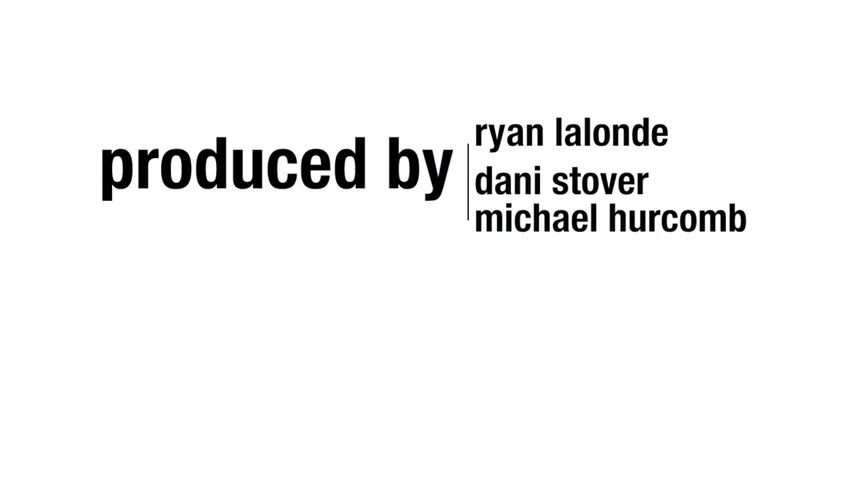 produced by
ryan lalonde
dani stover
michael hurcomb